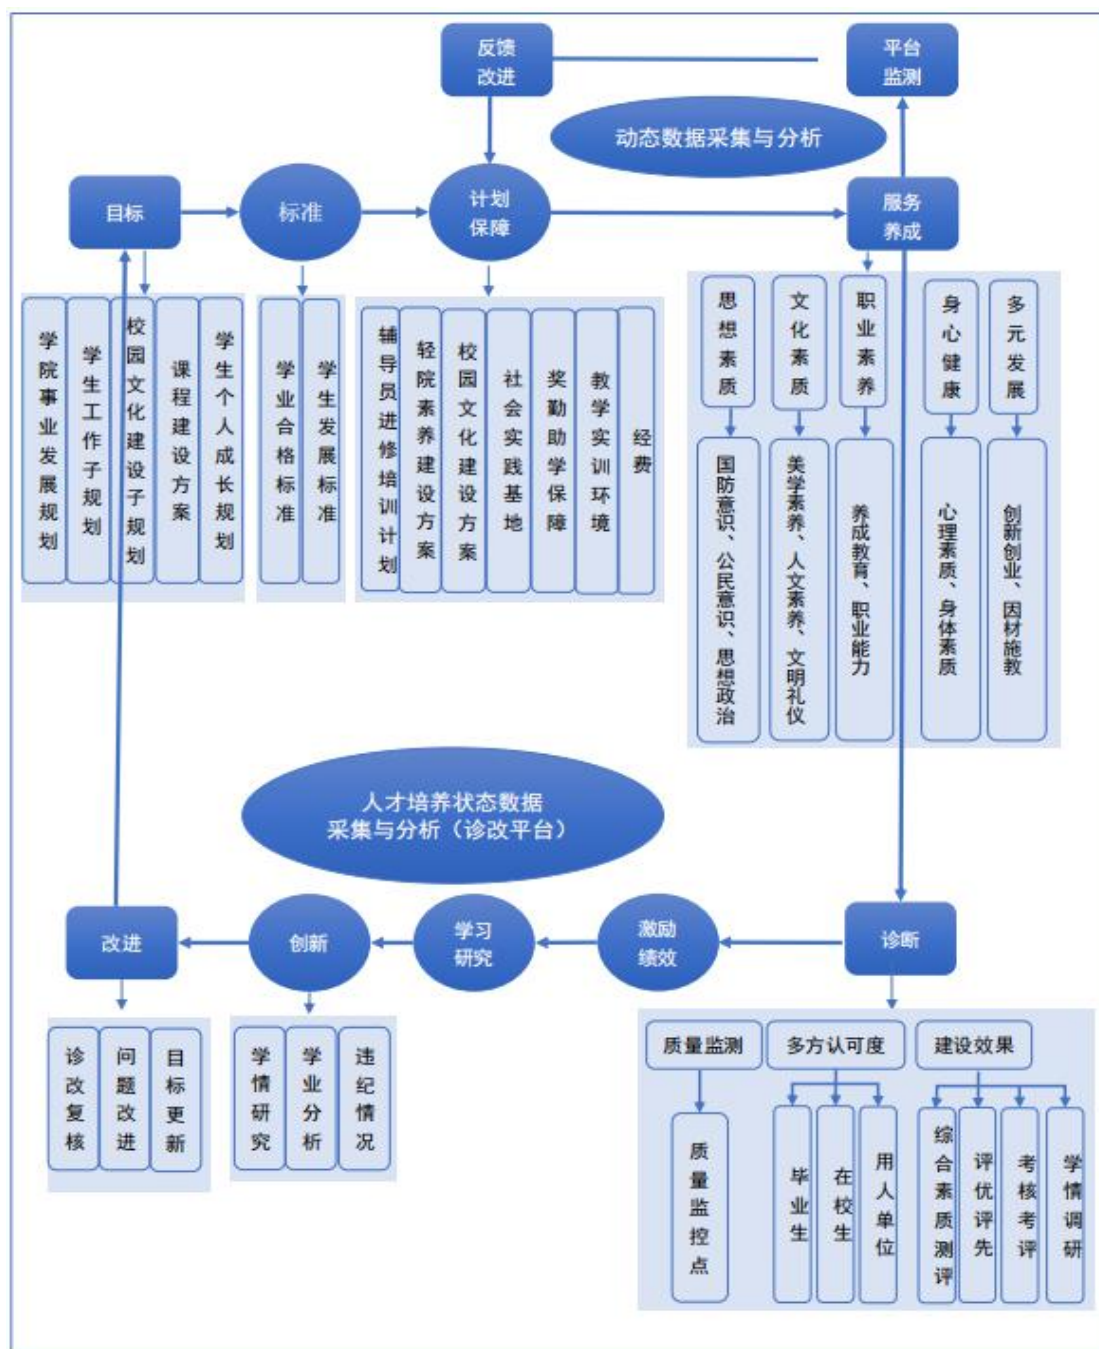 反馈
改进
平台
监测
动态数据采集与分析
目标
标准
计划
保障
服务
养成
学院事业发展规划
学生工作子规划
校园文化建设子规划
课程建设方案
学生个人成长规划
学业合格标准
学生发展标准
辅导员进修培训计划
轻院素养建设方案
校园文化建设方案
社会实践基地
奖勤助学保障
教学实训环境
经费
思想素质
文化素质
职业素养
身心健康
多元发展
国防意识、公民意识、思想政治
美学素养、人文素养、文明礼仪
养成教育、职业能力
心理素质、身体素质
创新创业、因材施教
人才培养状态数据
采集与分析（诊改平台）
改进
创新
学习
研究
激励
绩效
诊断
诊改复核
问题改进
目标更新
学情研究
学业分析
违纪情况
质量监测
多方认可度
建设效果
质量监控点
毕业生
在校生
用人单位
综合素质测评
评优评先
考核考评
学情调研